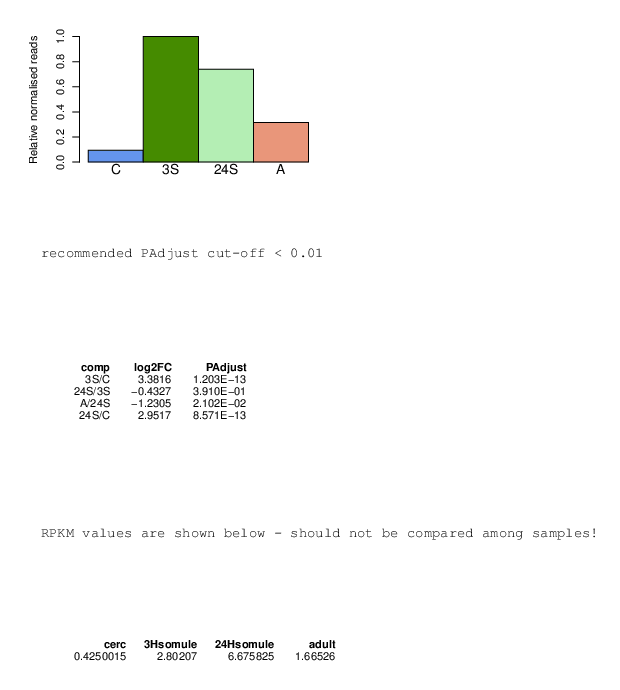 Relative normalised reads
1.0
0.8
0.6
0.4
0.2
0.0
C 3S 24S A
recommended PAdjust cut-off < 0.01
comp log2FC PAdjust
3S/C 3.3816 1.203E−13
24S/3S −0.4327 3.910E−01
A/24S −1.2305 2.102E−02
24S/C 2.9517 8.571E−13
RPKM values are shown below - should not be compared among samples!
cerc 3Hsomule 24Hsomule adult
0.4250015 2.80207 6.675825 1.66526